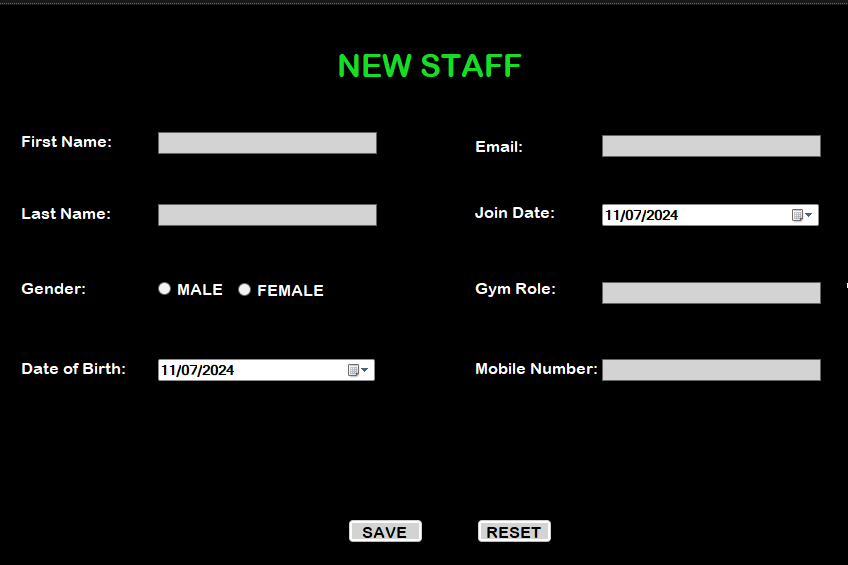 NEW STAFF
First Name:
Email:
Last Name:
Join Date: 11/07/2024
Gender: MALE FEMALE
Gym Role:
Date of Birth: 11/07/2024
Mobile Number:
SAVE RESET